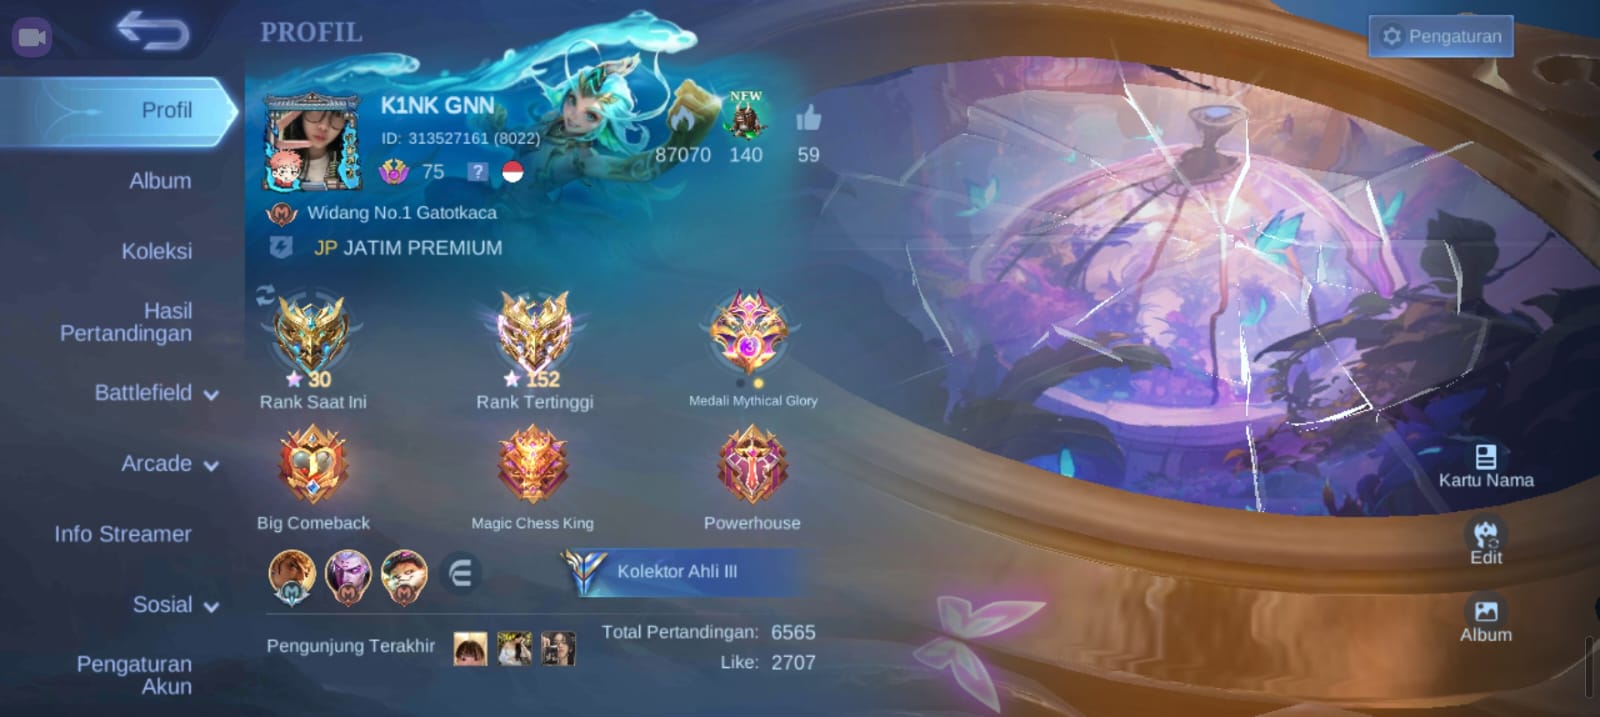 PROFIL
Pengaturan
Profil
Album
Koleksi
Hasil
Pertandingan
Battlefield
Arcade
Info Streamer
Sosial
Pengaturan
Akun
K1NK GNN
ID: 313527161 (8022)
75
?
87070
NEW
140
59
Widang No.1 Gatotkaca
JP JATIM PREMIUM
30
Rank Saat Ini
152
Rank Tertinggi
3
Medali Mythical Glory
Big Comeback
Magic Chess King
Powerhouse
Kolektor Ahli III
Pengunjung Terakhir
Total Pertandingan: 6565
Like: 2707
Kartu Nama
Edit
Album